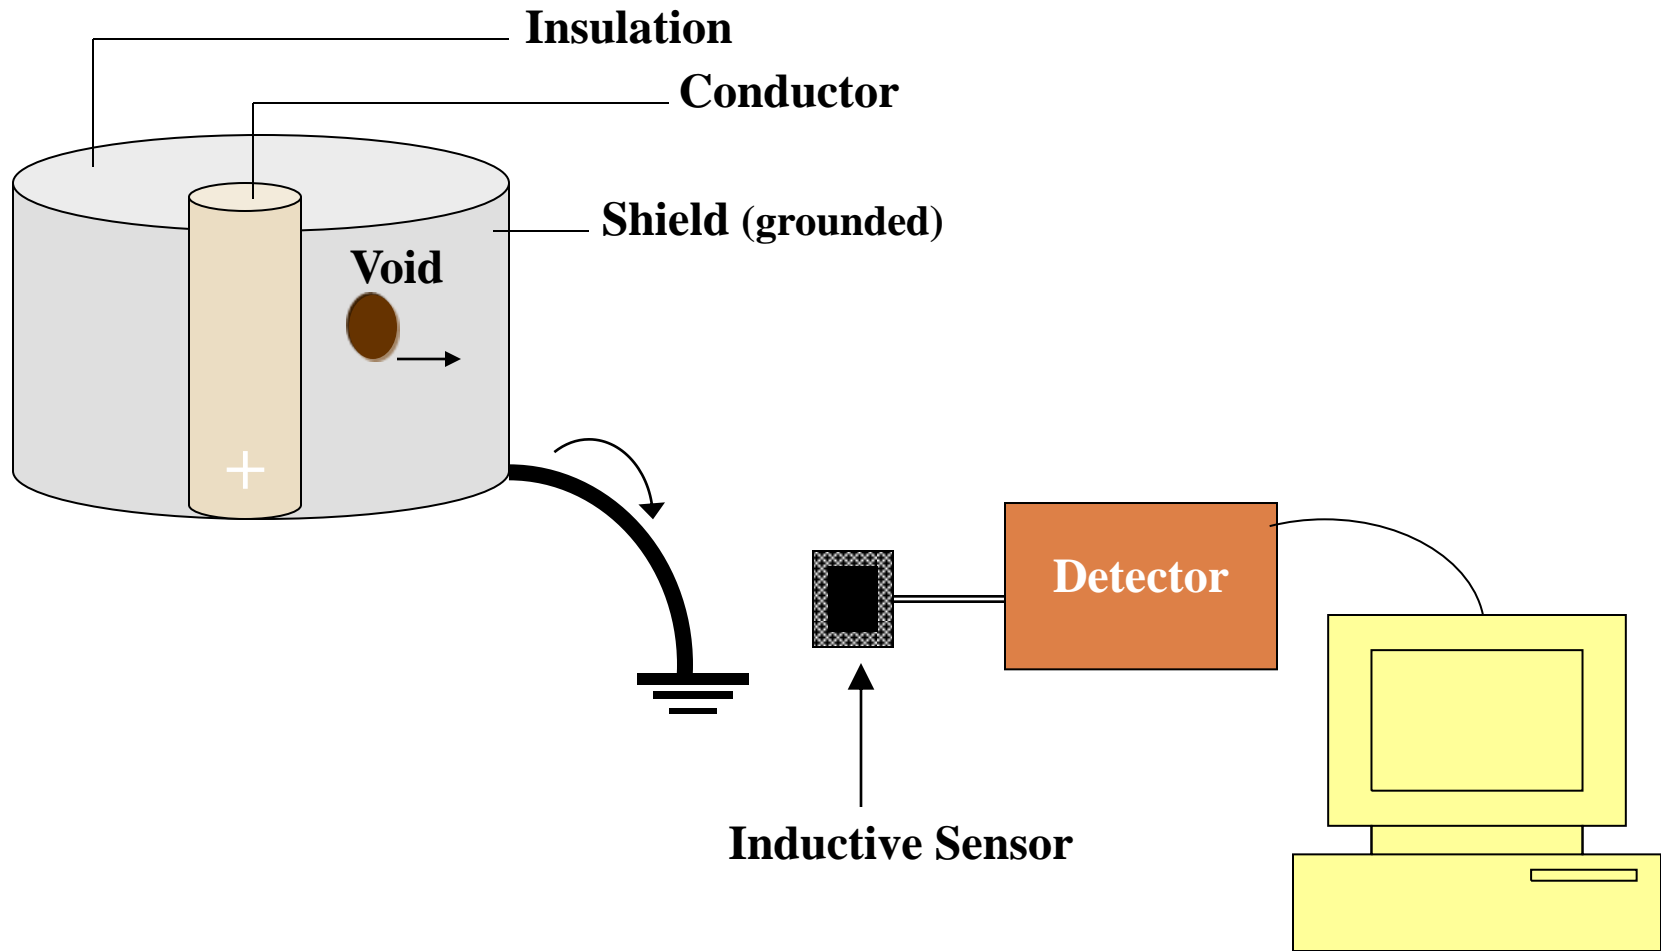 Insulation
Conductor
Shield (grounded)
Void
+
Detector
Inductive Sensor